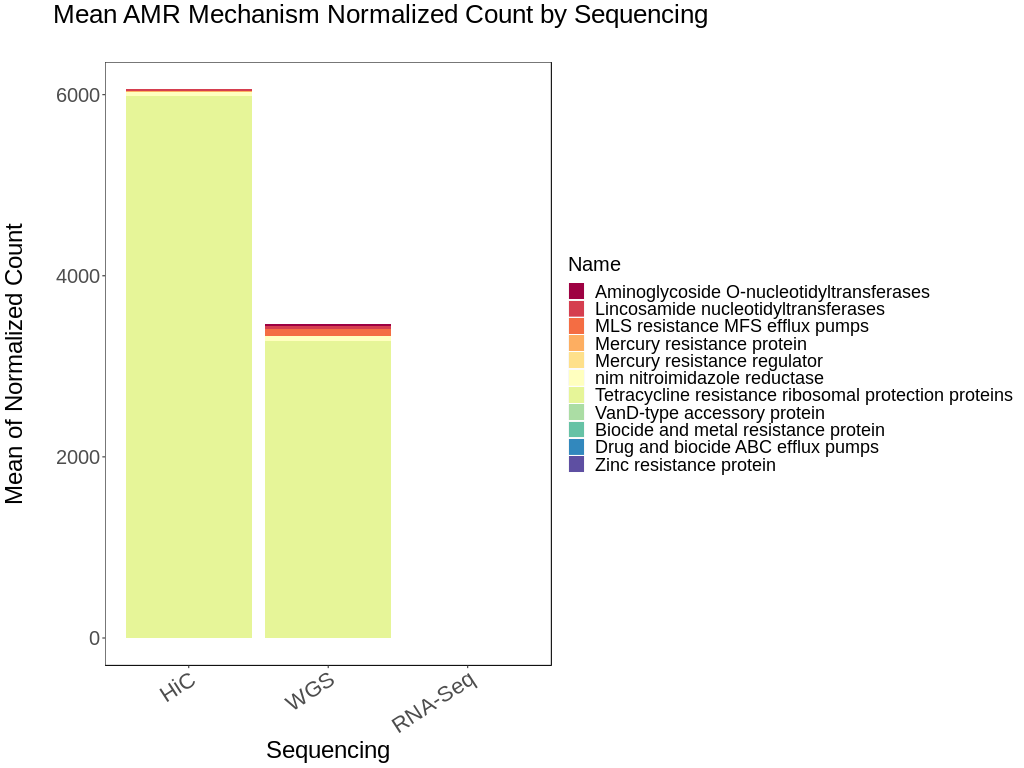 Mean AMR Mechanism Normalized Count by Sequencing
Mean of Normalized Count
6000
4000
2000
0
HiC
WGS
RNA-Seq
Sequencing
Name
Aminoglycoside O-nucleotidyltransferases
Lincosamide nucleotidyltransferases
MLS resistance MFS efflux pumps
Mercury resistance protein
Mercury resistance regulator
nim nitroimidazole reductase
Tetracycline resistance ribosomal protection proteins
VanD-type accessory protein
Biocide and metal resistance protein
Drug and biocide ABC efflux pumps
Zinc resistance protein